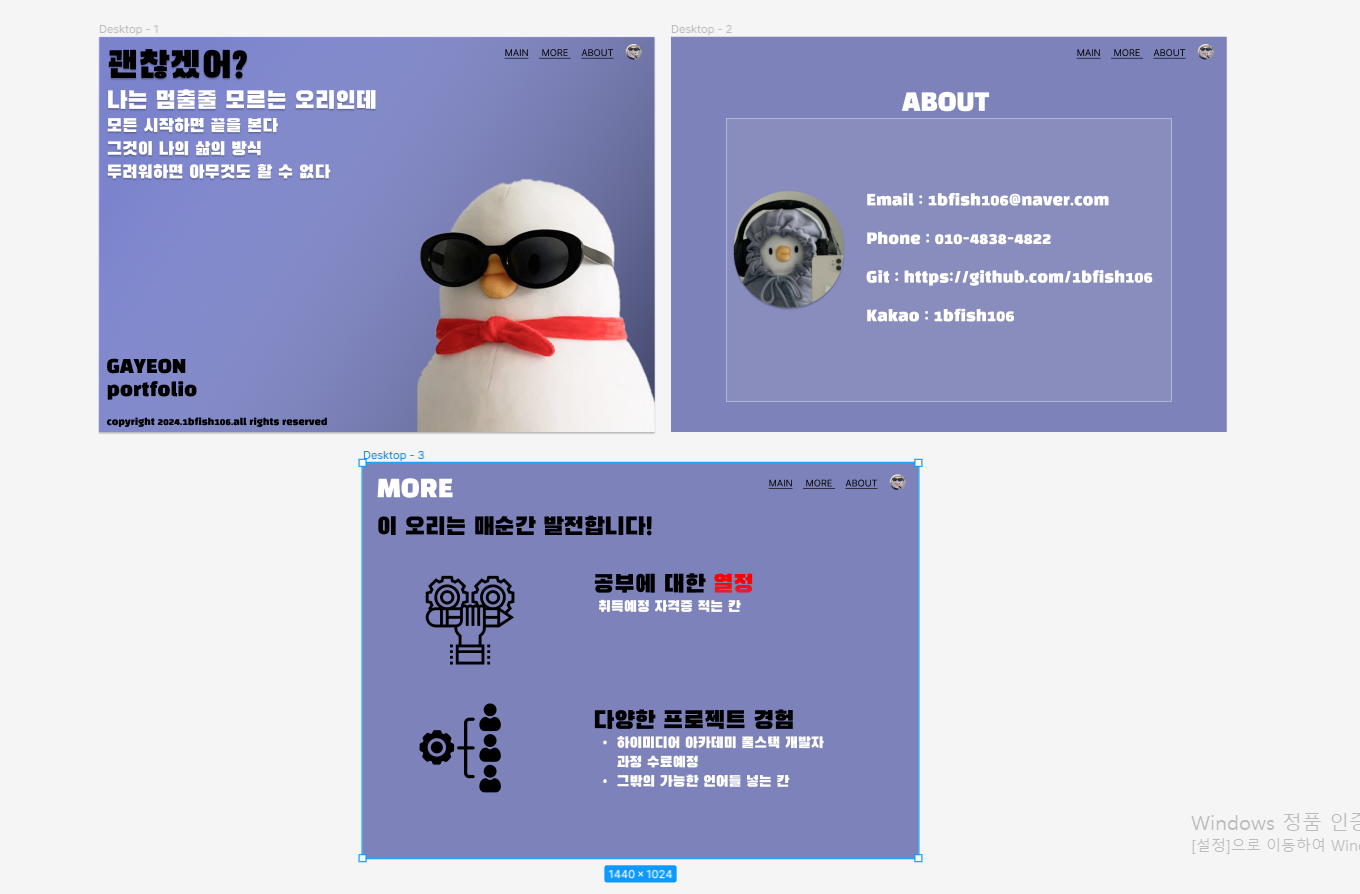 Desktop - 1
MAIN MORE ABOUT
괜찮겠어?
나는 멈출줄 모르는 오리인데
모든 시작하면 끝을 본다
그것이 나의 삶의 방식
두려워하면 아무것도 할 수 없다
GAYEON
portfolio
copyright 2024.1bfish106.all rights reserved
Desktop - 2
MAIN MORE ABOUT
ABOUT
Email : 1bfish106@naver.com
Phone : 010-4838-4822
Git : https://github.com/1bfish106
Kakao : 1bfish106
Desktop - 3
MORE
MAIN MORE ABOUT
이 오리는 매순간 발전합니다!
공부에 대한 열정
취득예정 자격증 적는 칸
다양한 프로젝트 경험
• 하이미디어 아카데미 풀스택 개발자
과정 수료예정
• 그밖의 가능한 언어들 넣는 칸
1440 × 1024
Windows 정품 인증
[설정]으로 이동하여 Win